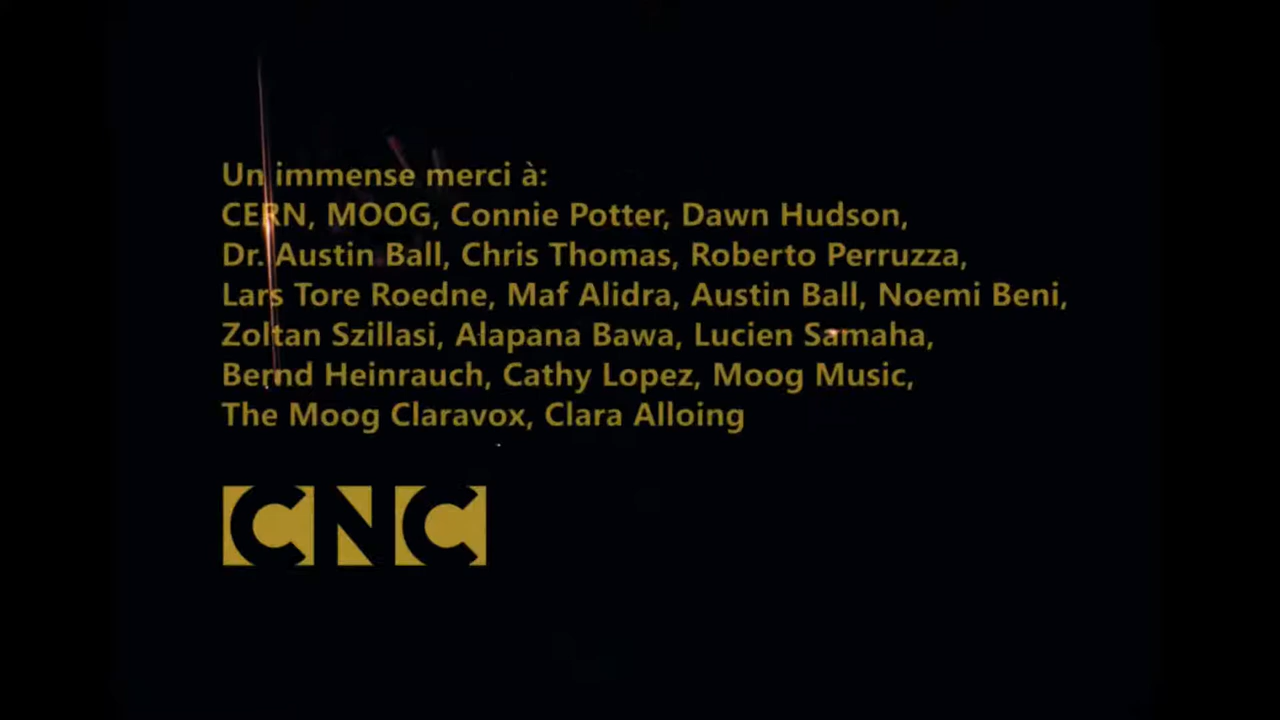 Un immense merci à:
CERN, MOOG, Connie Potter, Dawn Hudson,
Dr. Austin Ball, Chris Thomas, Roberto Perruzza,
Lars Tore Roedne, Maf Alidra, Austin Ball, Noemi Beni,
Zoltan Szillasi, Alapana Bawa, Lucien Samaha,
Bernd Heinrauch, Cathy Lopez, Moog Music,
The Moog Claravox, Clara Alloing
CNC